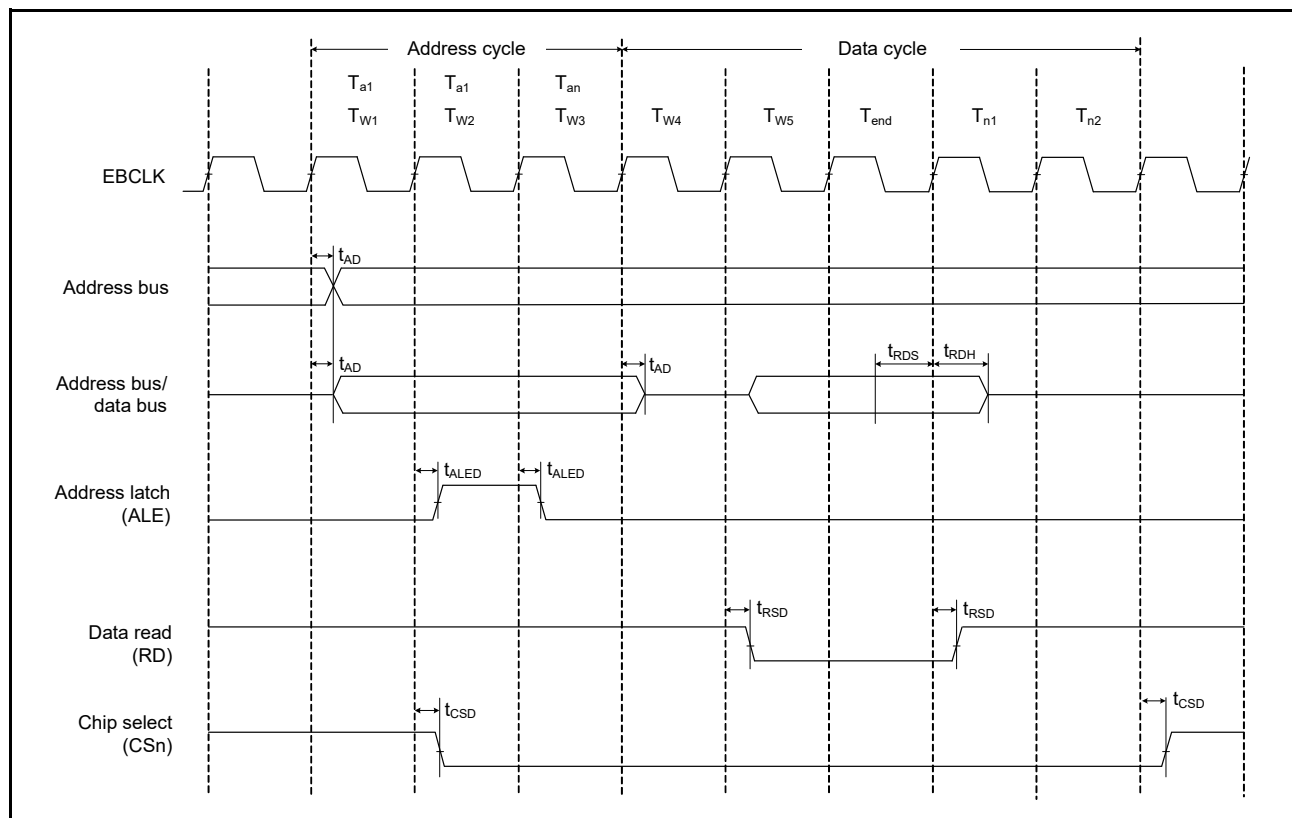 Address cycle Data cycle
Ta1 Ta1 Tan
TW1 TW2 TW3 TW4 TW5 Tend Tn1 Tn2
EBCLK
tAD
Address bus
tAD tAD tRDS tRDH
Address bus/
data bus
tALED tALED
Address latch
(ALE)
tRSD tRSD
Data read
(RD)
tCSD tCSD
Chip select
(CSn)